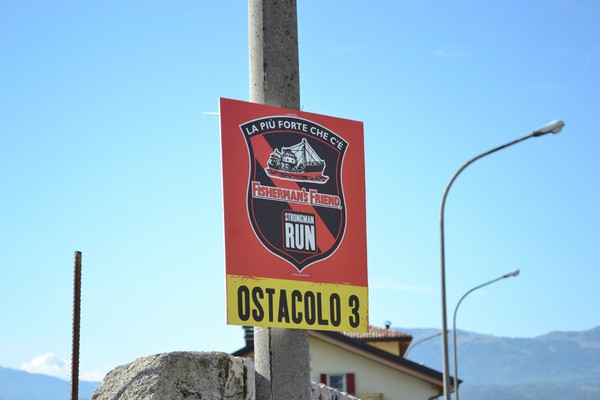 LA PIÙ FORTE CHE C'È
FISHERMAN'S FRIEND
STRONGMAN
RUN
OSTACOLO 3